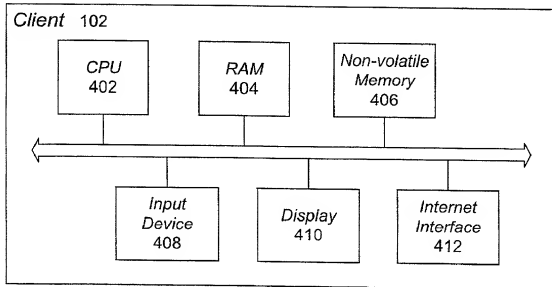 Client 102
CPU
402
RAM
404
Non-volatile
Memory
406
Input
Device
408
Display
410
Internet
Interface
412